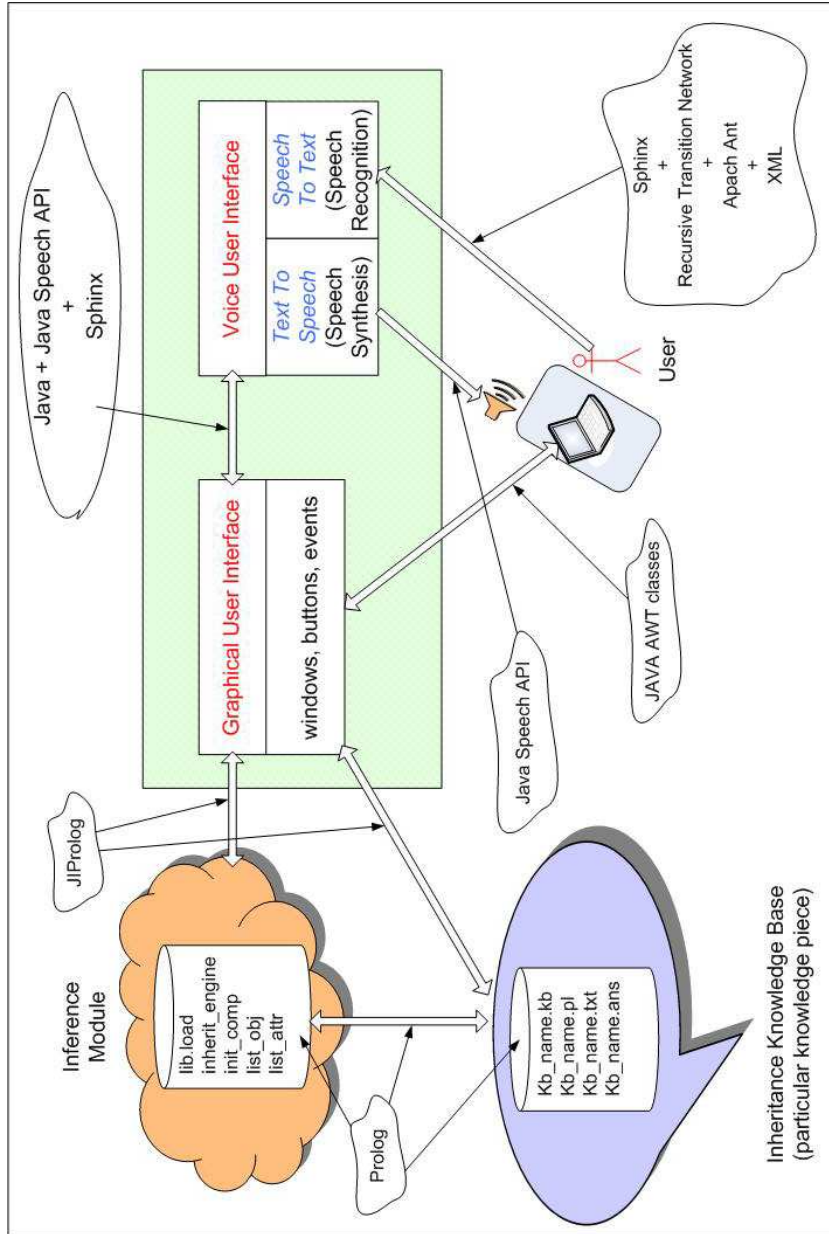 Inference
Module
lib.load
inherit_engine
init_comp
list_obj
list_attr
JIProlog
Graphical User Interface
windows, buttons, events
Java + Java Speech API
+
Sphinx
Voice User Interface
Text To
Speech
(Speech
Synthesis)
Speech
To Text
(Speech
Recognition)
Prolog
Kb_name.kb
Kb_name.pl
Kb_name.txt
Kb_name.ans
Inheritance Knowledge Base
(particular knowledge piece)
Java Speech API
JAVA AWT classes
User
Sphinx
+
Recursive Transition Network
+
Apach Ant
+
XML